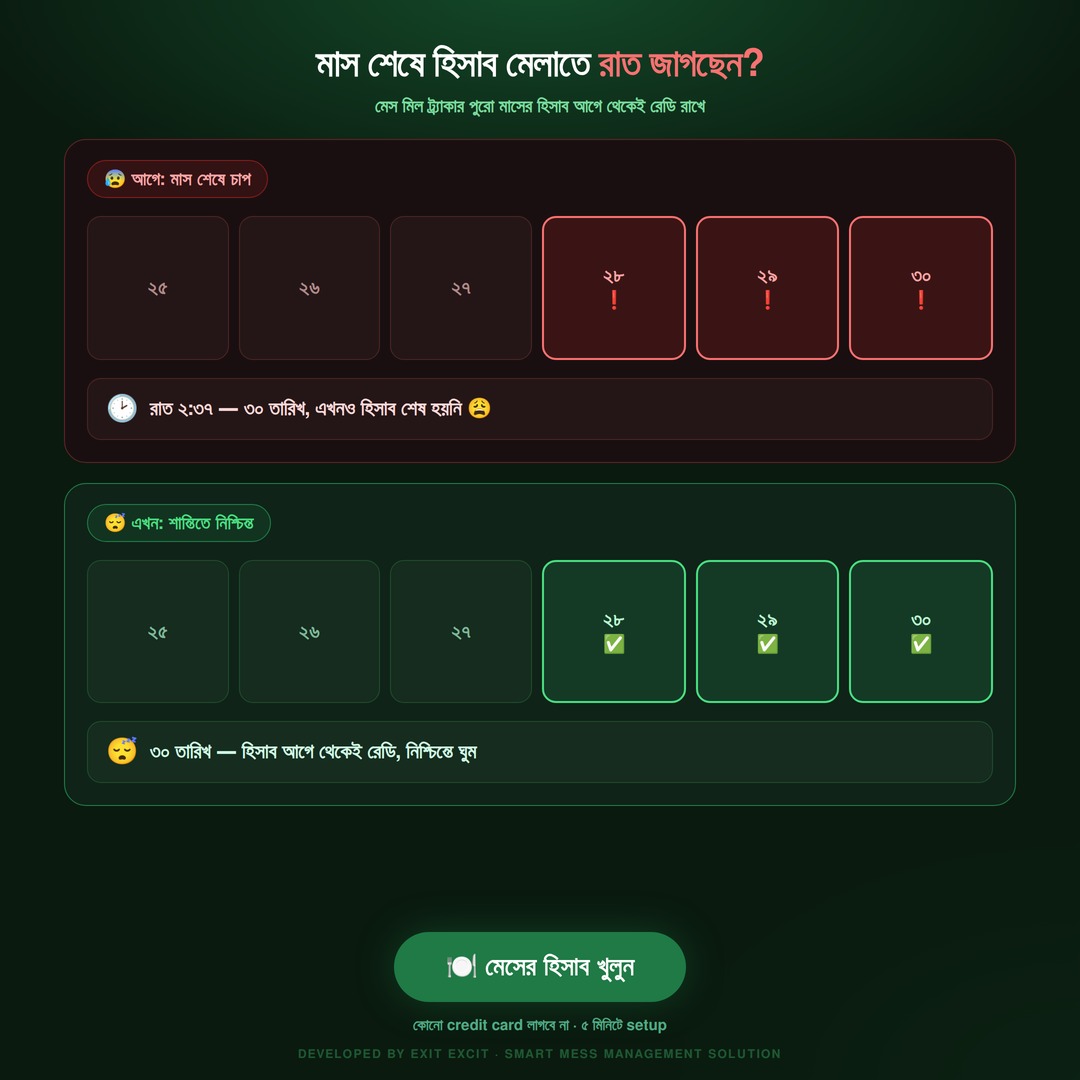 মাস শেষে হিসাব মেলাতে রাত জাগছেন?
মেস মিল ট্র্যাকার পুরো মাসের হিসাব আগে থেকেই রেডি রাখে
😰 আগে: মাস শেষে চাপ
২৫ ২৬ ২৭ ২৮ ২৯ ৩০
❗ ❗ ❗
🕑 রাত ২:৩৭ — ৩০ তারিখ, এখনও হিসাব শেষ হয়নি 😩
😴 এখন: শান্তিতে নিশ্চিন্ত
২৫ ২৬ ২৭ ২৮ ২৯ ৩০
✅ ✅ ✅
😴 ৩০ তারিখ — হিসাব আগে থেকেই রেডি, নিশ্চিন্তে ঘুম
🍽️ মেসের হিসাব খুলুন
কোনো credit card লাগবে না · ৫ মিনিটে setup
DEVELOPED BY EXIT EXCIT · SMART MESS MANAGEMENT SOLUTION